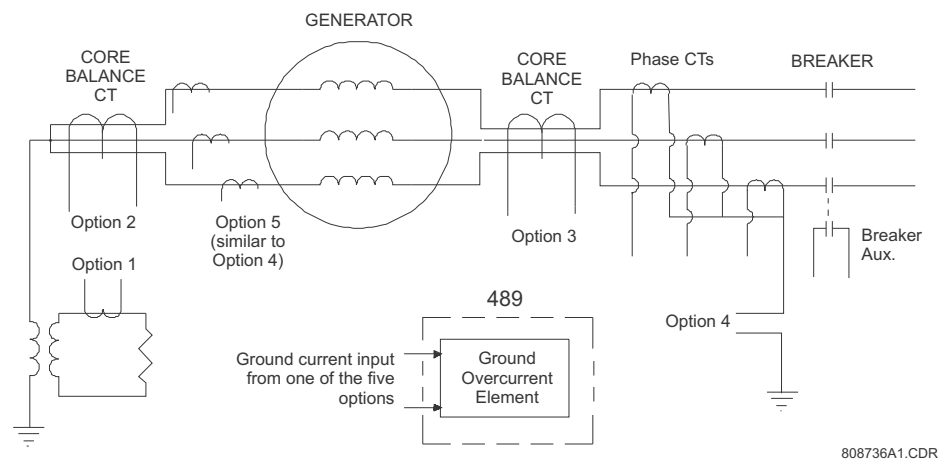 GENERATOR
CORE
BALANCE
CT
CORE
BALANCE
CT
Phase CTs
BREAKER
Option 2
Option 5
(similar to
Option 4)
Option 3
Breaker
Aux.
Option 1
489
Option 4
Ground current input
from one of the five
options
Ground
Overcurrent
Element
808736A1.CDR